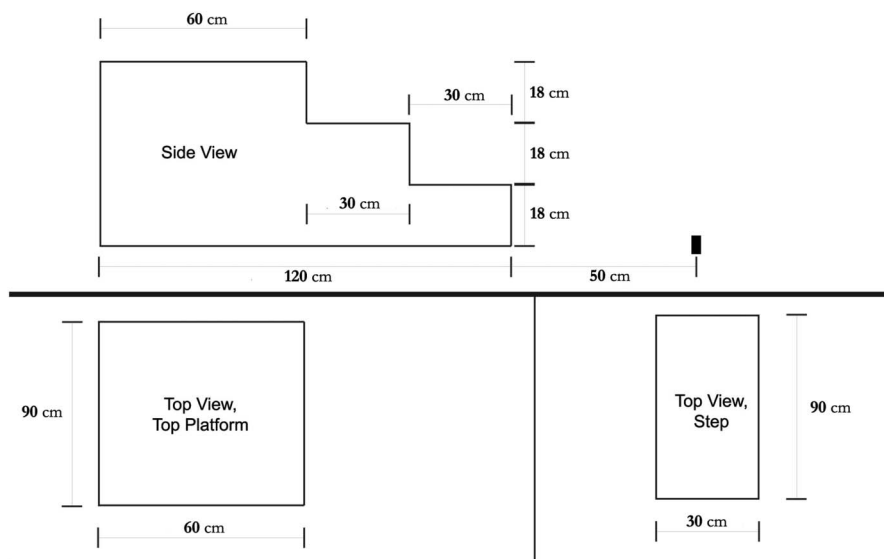 60 cm
30 cm
18 cm
Side View
18 cm
30 cm
18 cm
120 cm
50 cm
90 cm
Top View,
Top Platform
60 cm
Top View,
Step
90 cm
30 cm